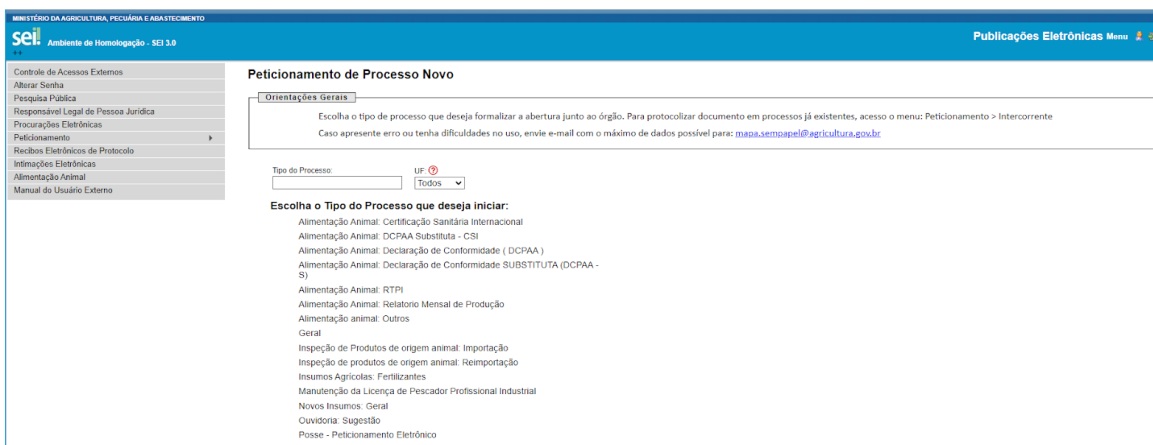 MINISTÉRIO DA AGRICULTURA, PECUÁRIA E ABASTECIMENTO
sei! Ambiente de Homologação - SEI 3.0
Publicações Eletrônicas Menu
Controle de Acessos Externos
Alterar Senha
Pesquisa Pública
Responsável Legal de Pessoa Jurídica
Procurações Eletrônicas
Peticionamento
Recibos Eletrônicos de Protocolo
Intimações Eletrônicas
Alimentação Animal
Manual do Usuário Externo
Peticionamento de Processo Novo
Orientações Gerais
Escolha o tipo de processo que deseja formalizar a abertura junto ao órgão. Para protocolizar documento em processos já existentes, acesso o menu: Peticionamento > Intercorrente
Caso apresente erro ou tenha dificuldades no uso, envie e-mail com o máximo de dados possível para: mapa.sempapel@agricultura.gov.br
Tipo do Processo: UF ?
Todos
Escolha o Tipo do Processo que deseja iniciar:
Alimentação Animal: Certificação Sanitária Internacional
Alimentação Animal: DCPAA Substituta - CSI
Alimentação Animal: Declaração de Conformidade ( DCPAA )
Alimentação Animal: Declaração de Conformidade SUBSTITUTA (DCPAA -
S)
Alimentação Animal: RTPI
Alimentação Animal: Relatorio Mensal de Produção
Alimentação animal: Outros
Geral
Inspeção de Produtos de origem animal: Importação
Inspeção de produtos de origem animal: Reimportação
Insumos Agrícolas: Fertilizantes
Manutenção da Licença de Pescador Profissional Industrial
Novos Insumos: Geral
Ouvidoria: Sugestão
Posse - Peticionamento Eletrônico